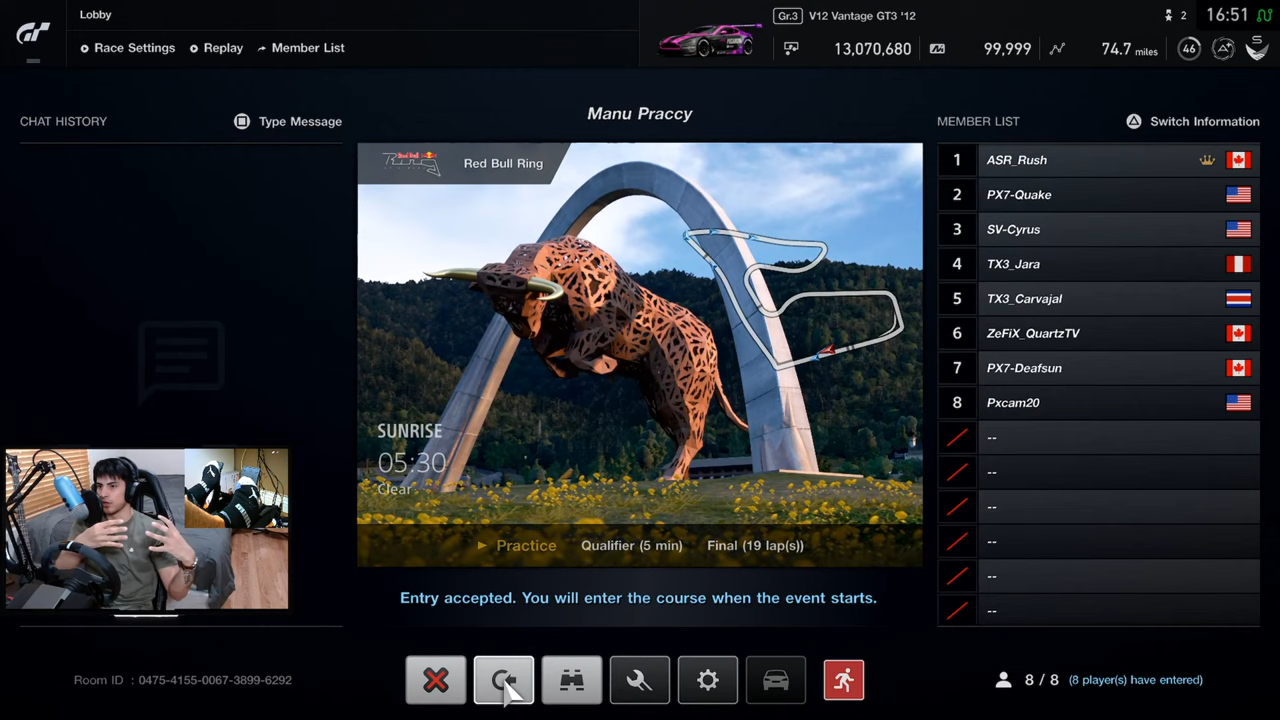 Lobby
Race Settings
Replay
Member List
Gr.3
V12 Vantage GT3 '12
13,070,680
99,999
74.7 miles
2
16:51
46
A+
S
CHAT HISTORY
Type Message
Manu Praccy
MEMBER LIST
Switch Information
Red Bull Ring
Red Bull Ring
1 ASR_Rush
2 PX7-Quake
3 SV-Cyrus
4 TX3_Jara
5 TX3_Carvajal
6 ZeFiX_QuartzTV
7 PX7-Deafsun
8 Pxcam20
--
--
--
--
--
--
SUNRISE
05:30
Clear
Practice Qualifier (5 min) Final (19 lap(s))
Entry accepted. You will enter the course when the event starts.
Room ID : 0475-4155-0067-3899-6292
8 / 8 (8 player(s) have entered)